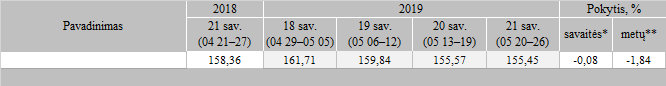 Pavadinimas 2018 2019 Pokytis, %
21 sav. (04 21–27) 18 sav. (04 29–05 05) 19 sav. (05 06–12) 20 sav. (05 13–19) 21 sav. (05 20–26) savaitės* metų**
158,36 161,71 159,84 155,57 155,45 -0,08 -1,84